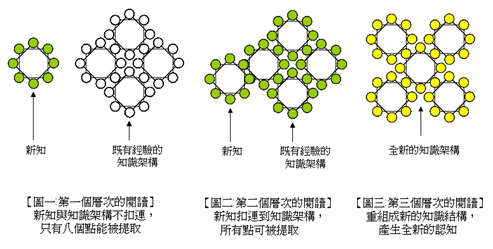 新知
既有經驗的
知識架構
新知
既有經驗的
知識架構
全新的知識架構
【圖一:第一個層次的閱讀】
新知與知識架構不扣連，
只有八個點能被提取
【圖二:第二個層次的閱讀】
新知扣連到知識架構，
所有點可被提取
【圖三:第三個層次的閱讀】
重組成新的知識結構，
產生全新的認知